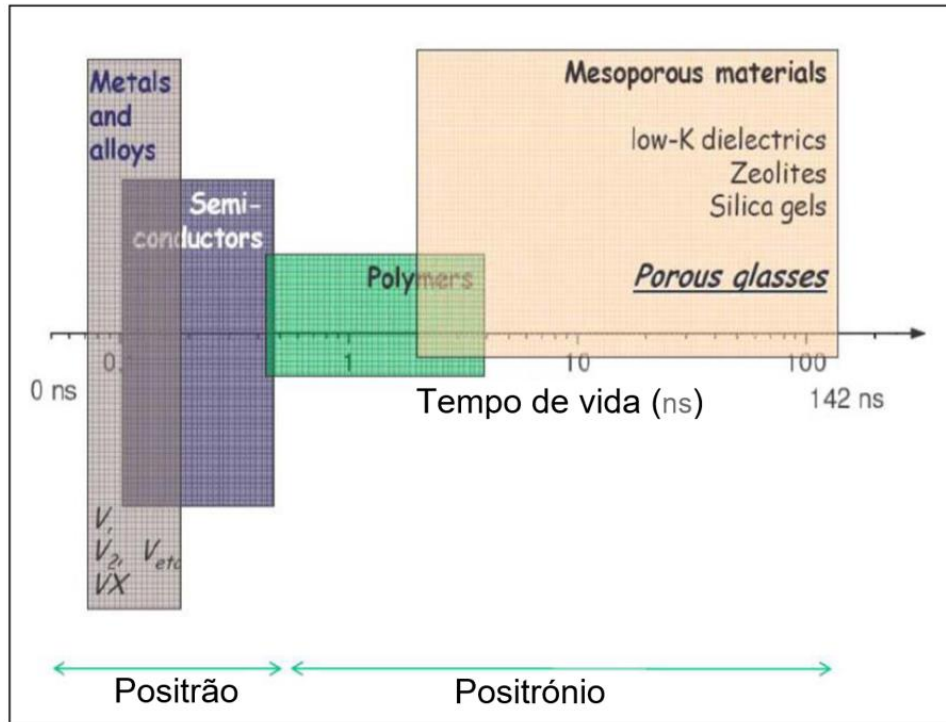 Metals
and
alloys
Semi-
conductors
Polymers
Mesoporous materials
low-K dielectrics
Zeolites
Silica gels
Porous glasses
1
10
100
0 ns
Tempo de vida (ns)
142 ns
V,
V2, Vetc
VX
Positrão
Positrónio